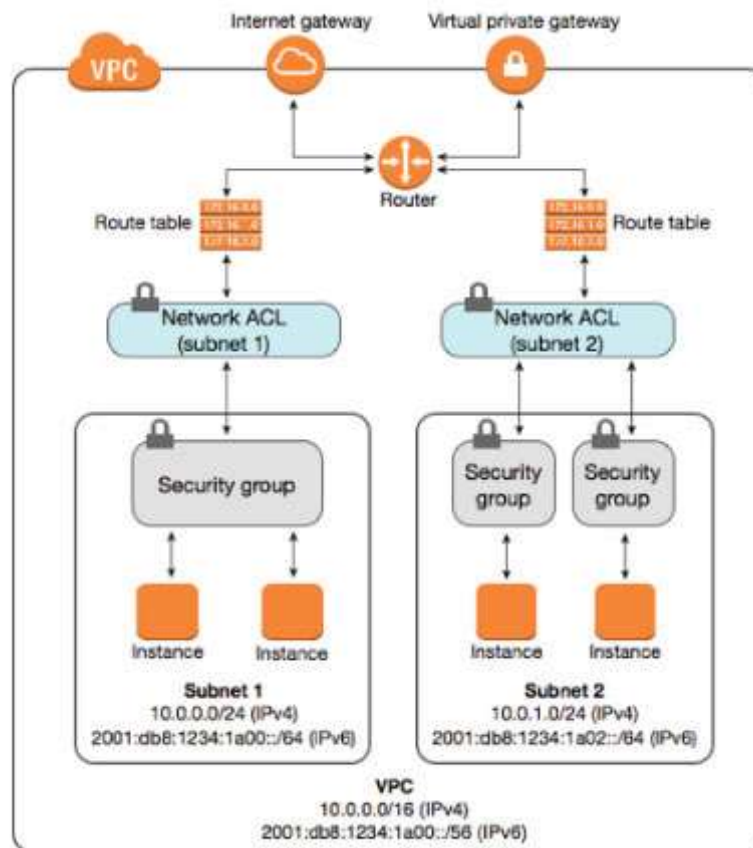 Internet gateway
Virtual private gateway
VPC
Router
Route table
Route table
Network ACL
(subnet 1)
Network ACL
(subnet 2)
Security group
Security
group
Security
group
Instance
Instance
Instance
Instance
Subnet 1
10.0.0.0/24 (IPv4)
2001:db8:1234:1a00::/64 (IPv6)
Subnet 2
10.0.1.0/24 (IPv4)
2001:db8:1234:1a02::/64 (IPv6)
VPC
10.0.0.0/16 (IPv4)
2001:db8:1234:1a00::/56 (IPv6)